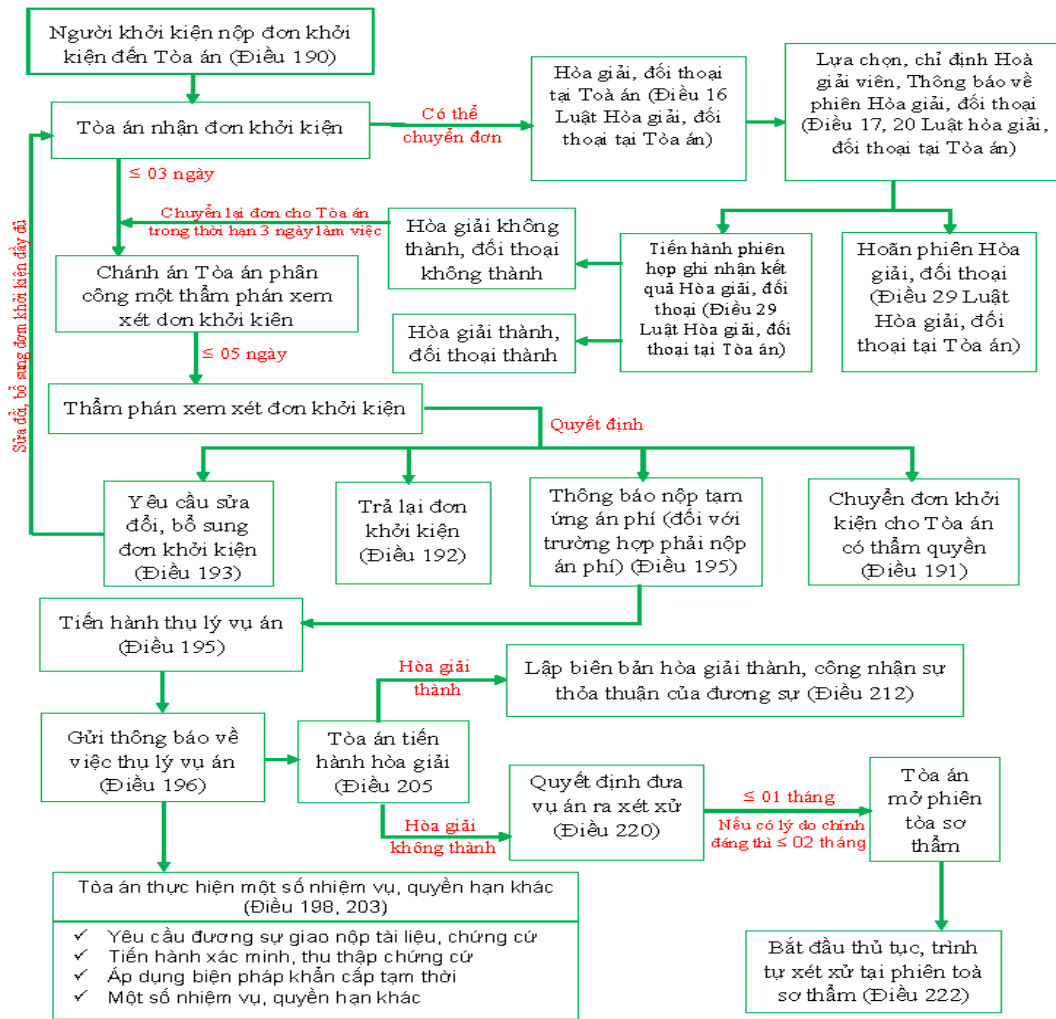 Người khởi kiện nộp đơn khởi
kiện đến Tòa án (Điều 190)
Tòa án nhận đơn khởi kiện
Có thể
chuyển đơn
Hòa giải, đối thoại
tại Toà án (Điều 16
Luật Hòa giải, đối
thoại tại Tòa án)
Lựa chọn, chỉ định Hoà
giải viên, Thông báo về
phiên Hòa giải, đối thoại
(Điều 17, 20 Luật hòa giải,
đối thoại tại Tòa án)
≤ 03 ngày
Chuyển lại đơn cho Tòa án
trong thời hạn 3 ngày làm việc
Hòa giải không
thành, đối thoại
không thành
Tiến hành phiên
họp ghi nhận kết
quả Hòa giải, đối
thoại (Điều 29
Luật Hòa giải, đối
thoại tại Tòa án)
Hoãn phiên Hòa
giải, đối thoại
(Điều 29 Luật
Hòa giải, đối
thoại tại Tòa án)
Chánh án Tòa án phân
công một thẩm phán xem
xét dơn khởi kiên
Hòa giải thành,
đối thoại thành
≤ 05 ngày
Thẩm phán xem xét đơn khởi kiện
Quyết định
Sửa đổi, bổ sung đơm khởi kiện đầy đủ
Yêu cầu sửa
đổi, bổ sung
đơn khởi kiện
(Điều 193)
Trả lại đơn
khởi kiện
(Điều 192)
Thông báo nộp tạm
ứng án phí (đối với
trường hợp phải nộp
án phí) (Điều 195)
Chuyển đơn khởi
kiện cho Tòa án
có thẩm quyền
(Điều 191)
Tiến hành thụ lý vụ án
(Điều 195)
Hòa giải
thành
Lập biên bản hòa giải thành, công nhận sự
thỏa thuận của đương sự (Điều 212)
Gửi thông báo về
việc thụ lý vụ án
(Điều 196)
Tòa án tiến
hành hòa giải
(Điều 205
Hòa giải
không thành
Quyết định đưa
vụ án ra xét xử
(Điều 220)
≤ 01 tháng
Nếu có lý do chính
đáng thì ≤ 02 tháng
Tòa án
mở phiên
tòa sơ
thẩm
Tòa án thực hiện một số nhiệm vụ, quyền hạn khác
(Điều 198, 203)
✓ Yêu cầu đương sự giao nộp tài liệu, chứng cứ
✓ Tiến hành xác minh, thu thập chứng cứ
✓ Áp dụng biện pháp khẩn cấp tạm thời
✓ Một số nhiệm vụ, quyền hạn khác
Bắt đầu thủ tục, trình
tự xét xử tại phiên toà
sơ thẩm (Điều 222)